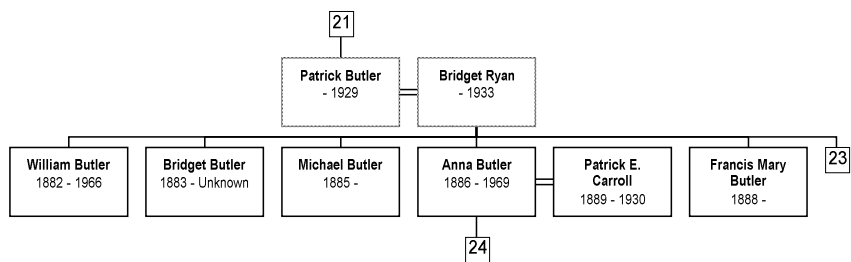 21
Patrick Butler
- 1929
Bridget Ryan
- 1933
William Butler
1882 - 1966
Bridget Butler
1883 - Unknown
Michael Butler
1885 -
Anna Butler
1886 - 1969
Patrick E.
Carroll
1889 - 1930
Francis Mary
Butler
1888 -
23
24